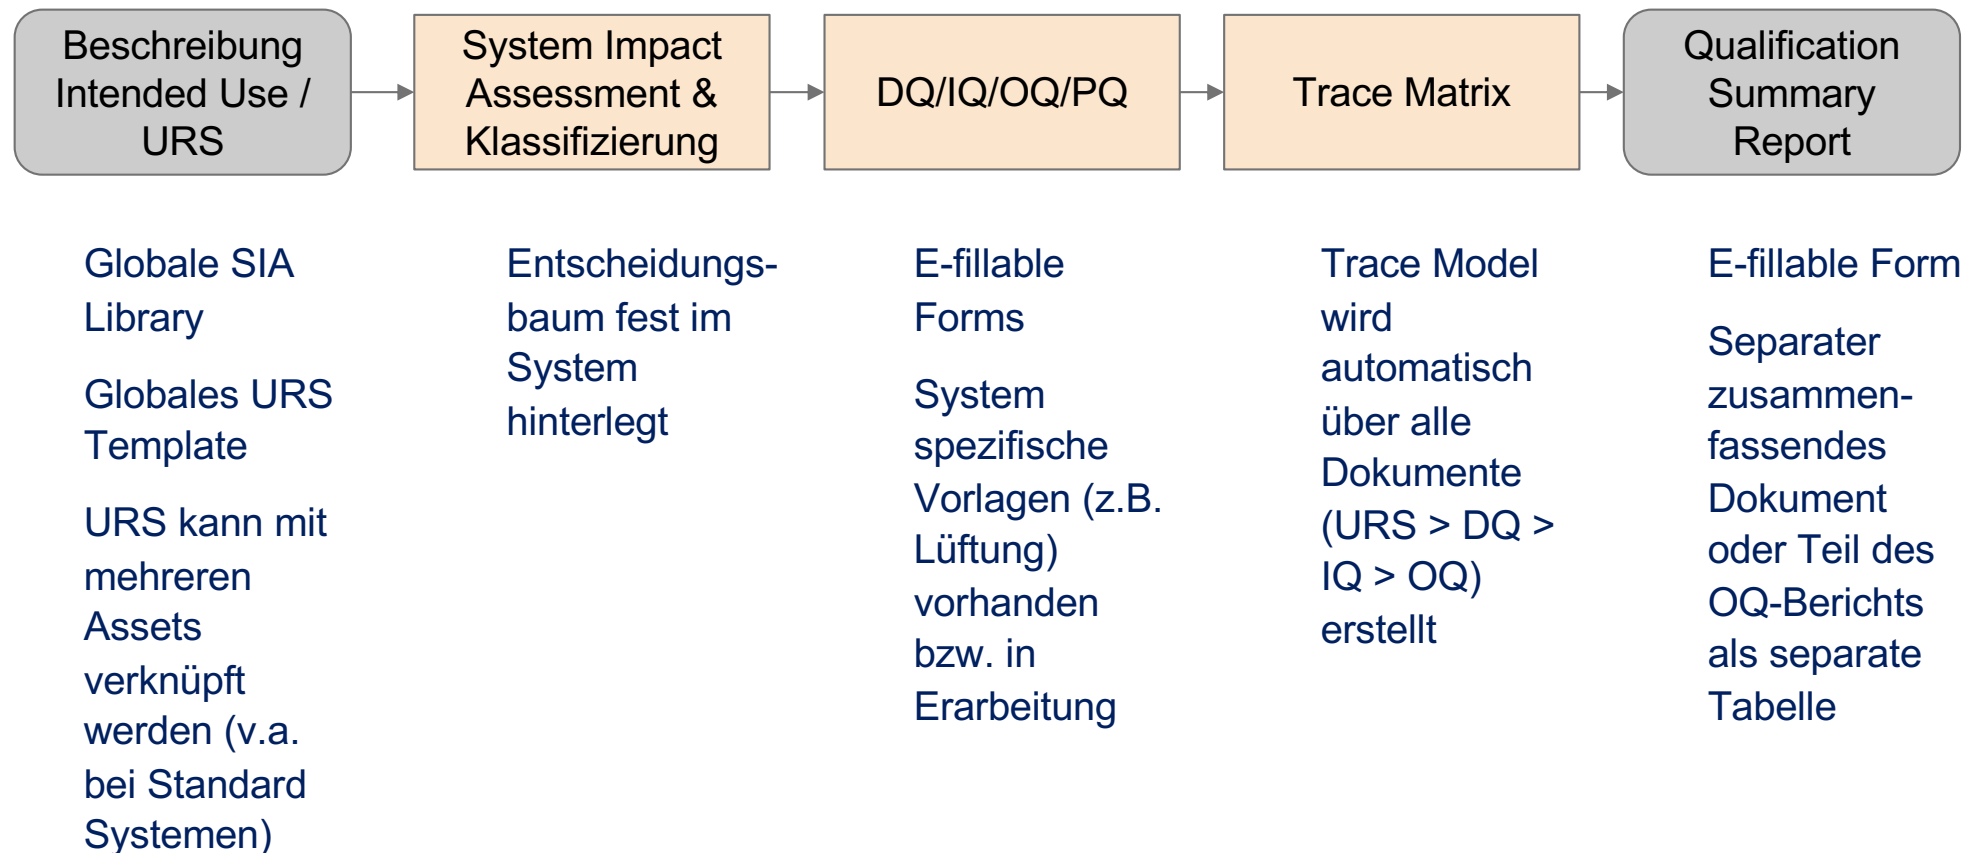 Beschreibung
Intended Use /
URS
System Impact
Assessment &
Klassifizierung
DQ/IQ/OQ/PQ
Trace Matrix
Qualification
Summary
Report
Globale SIA
Library
Globales URS
Template
URS kann mit
mehreren
Assets
verknüpft
werden (v.a.
bei Standard
Systemen)
Entscheidungs-
baum fest im
System
hinterlegt
E-fillable
Forms
System
spezifische
Vorlagen (z.B.
Lüftung)
vorhanden
bzw. in
Erarbeitung
Trace Model
wird
automatisch
über alle
Dokumente
(URS > DQ >
IQ > OQ)
erstellt
E-fillable Form
Separater
zusammen-
fassendes
Dokument
oder Teil des
OQ-Berichts
als separate
Tabelle